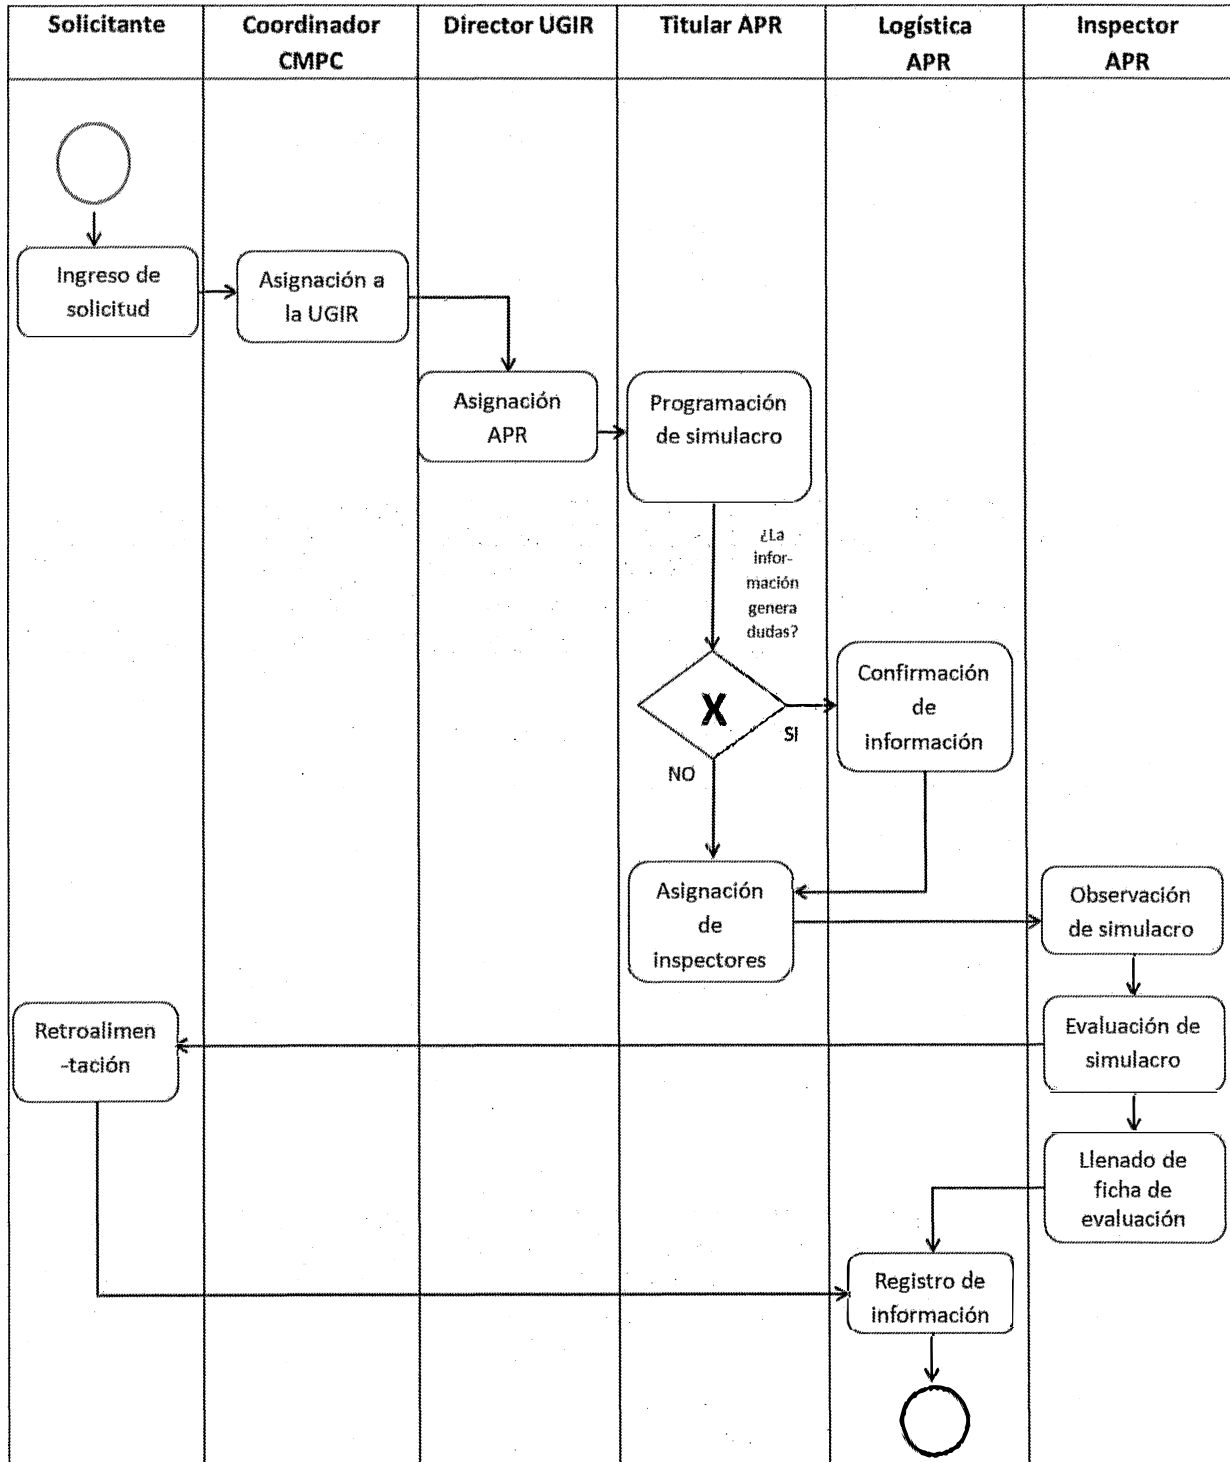 Solicitante
Coordinador
CMPC
Director UGIR
Titular APR
Logística
APR
Inspector
APR
Ingreso de
solicitud
Asignación a
la UGIR
Asignación
APR
Programación
de simulacro
¿La
infor-
mación
genera
dudas?
X
SI
NO
Confirmación
de
información
Asignación
de
inspectores
Observación
de simulacro
Retroalimen
-tación
Evaluación de
simulacro
Llenado de
ficha de
evaluación
Registro de
información